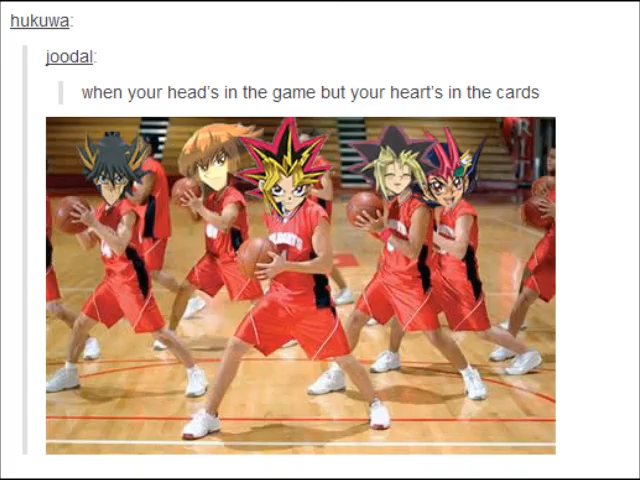 hukuwa:
joodal:
when your head's in the game but your heart's in the cards